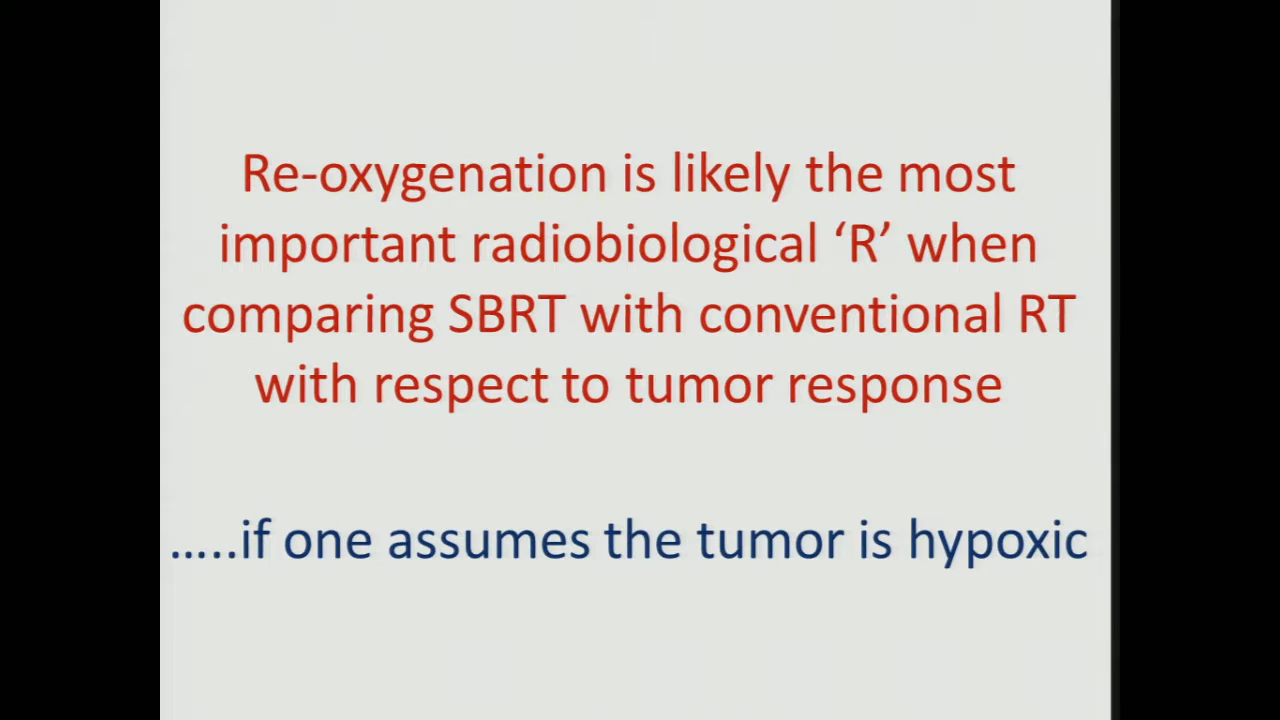 Re-oxygenation is likely the most
important radiobiological ‘R’ when
comparing SBRT with conventional RT
with respect to tumor response
.....if one assumes the tumor is hypoxic